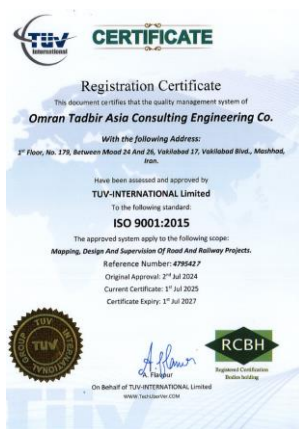 TÜV
International
CERTIFICATE
Registration Certificate
This document certifies that the quality management system of
Omran Tadbir Asia Consulting Engineering Co.
With the following Address:
1st Floor, No. 178, Between Moad 24 And 26, Vakilabad 17, Vakilabad Blvd., Mashhad,
Iran.
Have been assessed and approved by
TUV-INTERNATIONAL Limited
To the following standard:
ISO 9001:2015
The approved system apply to the following scope:
Mapping, Design And Supervision Of Road And Railway Projects.
Reference Number: 4795427
Original Approval: 2nd Jul 2024
Current Certificate: 1st Jul 2025
Certificate Expiry: 1st Jul 2027
TUV
INTERNATIONAL GROUP
TUV
RCBH
Registered Certification
Bodies holding
On Behalf of TUV-INTERNATIONAL Limited